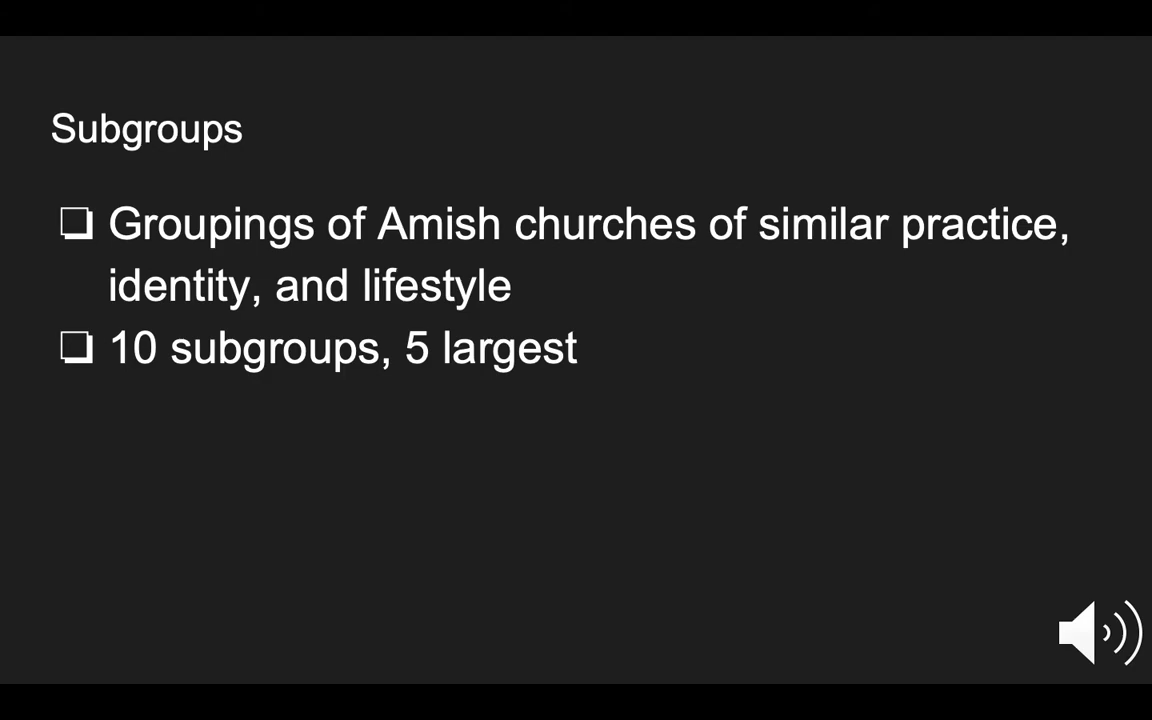 Subgroups
❏ Groupings of Amish churches of similar practice,
identity, and lifestyle
❏ 10 subgroups, 5 largest